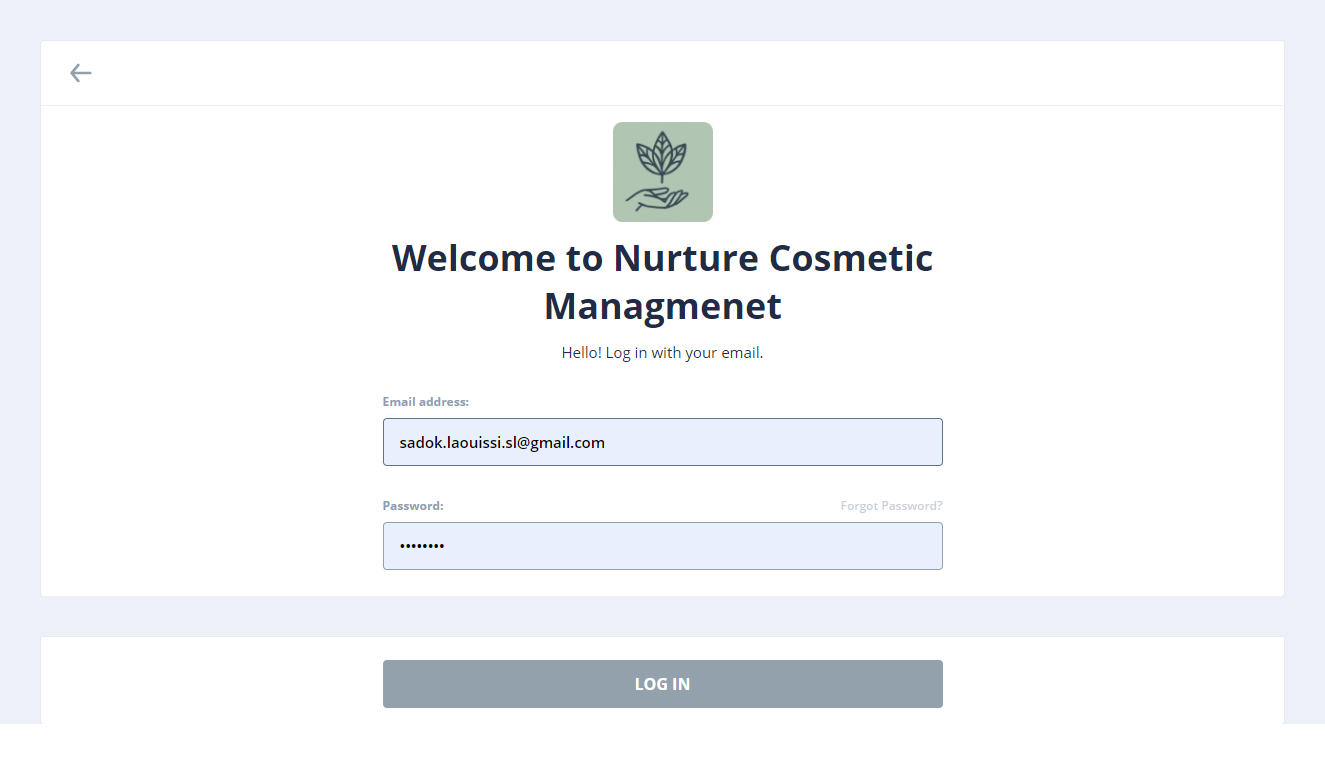 Welcome to Nurture Cosmetic
Managmenet
Hello! Log in with your email.
Email address:
sadok.laouissi.sl@gmail.com
Password: Forgot Password?
••••••••
LOG IN